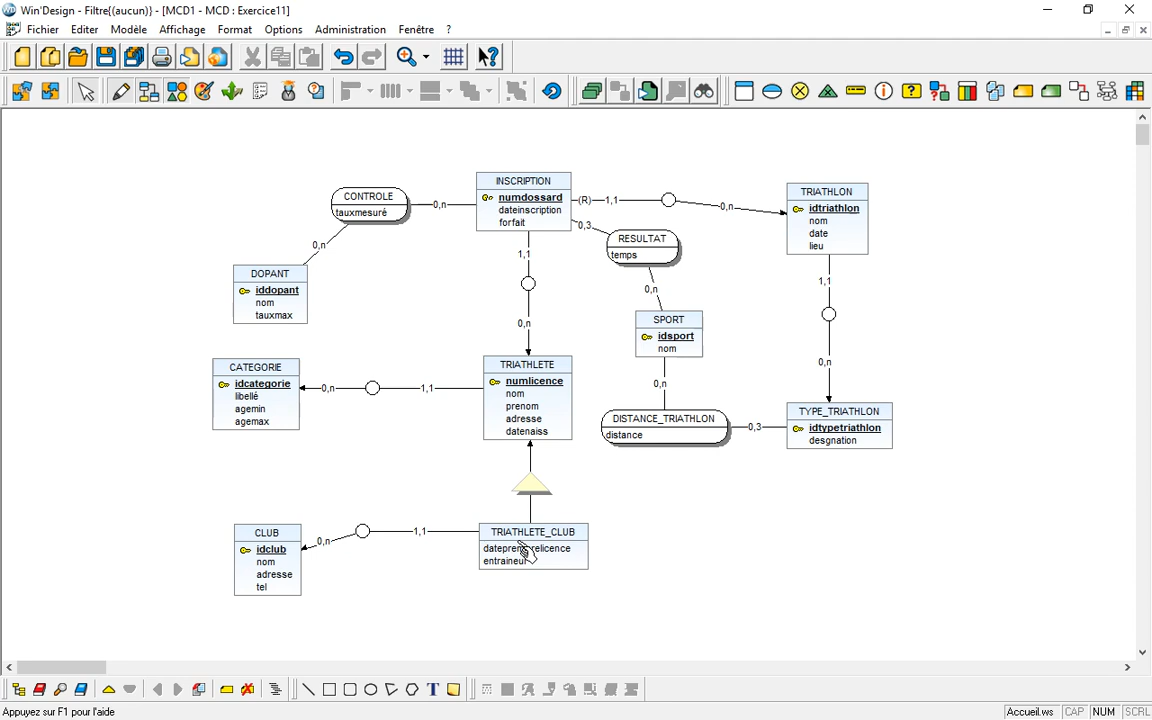 Win'Design - Filtre{(aucun)} - [MCD1 - MCD : Exercice11]
Fichier Editer Modèle Affichage Format Options Administration Fenêtre ?
INSCRIPTION
numdossard
dateinscription
forfait
CONTROLE
tauxmesuré
0,n
(R)
1,1
0,n
TRIATHLON
idtriathlon
nom
date
lieu
0,3
RESULTAT
temps
0,n
1,1
1,1
DOPANT
iddopant
nom
tauxmax
0,n
0,n
SPORT
idsport
nom
CATEGORIE
idcategorie
libellé
agemin
agemax
0,n
1,1
TRIATHLETE
numlicence
nom
prenom
adresse
datenaiss
0,n
0,n
DISTANCE_TRIATHLON
distance
0,3
TYPE_TRIATHLON
idtypetriathlon
desgnation
CLUB
idclub
nom
adresse
tel
0,n
1,1
TRIATHLETE_CLUB
entraineur
Appuyez sur F1 pour l'aide
Accueil.ws CAP NUM SCRL